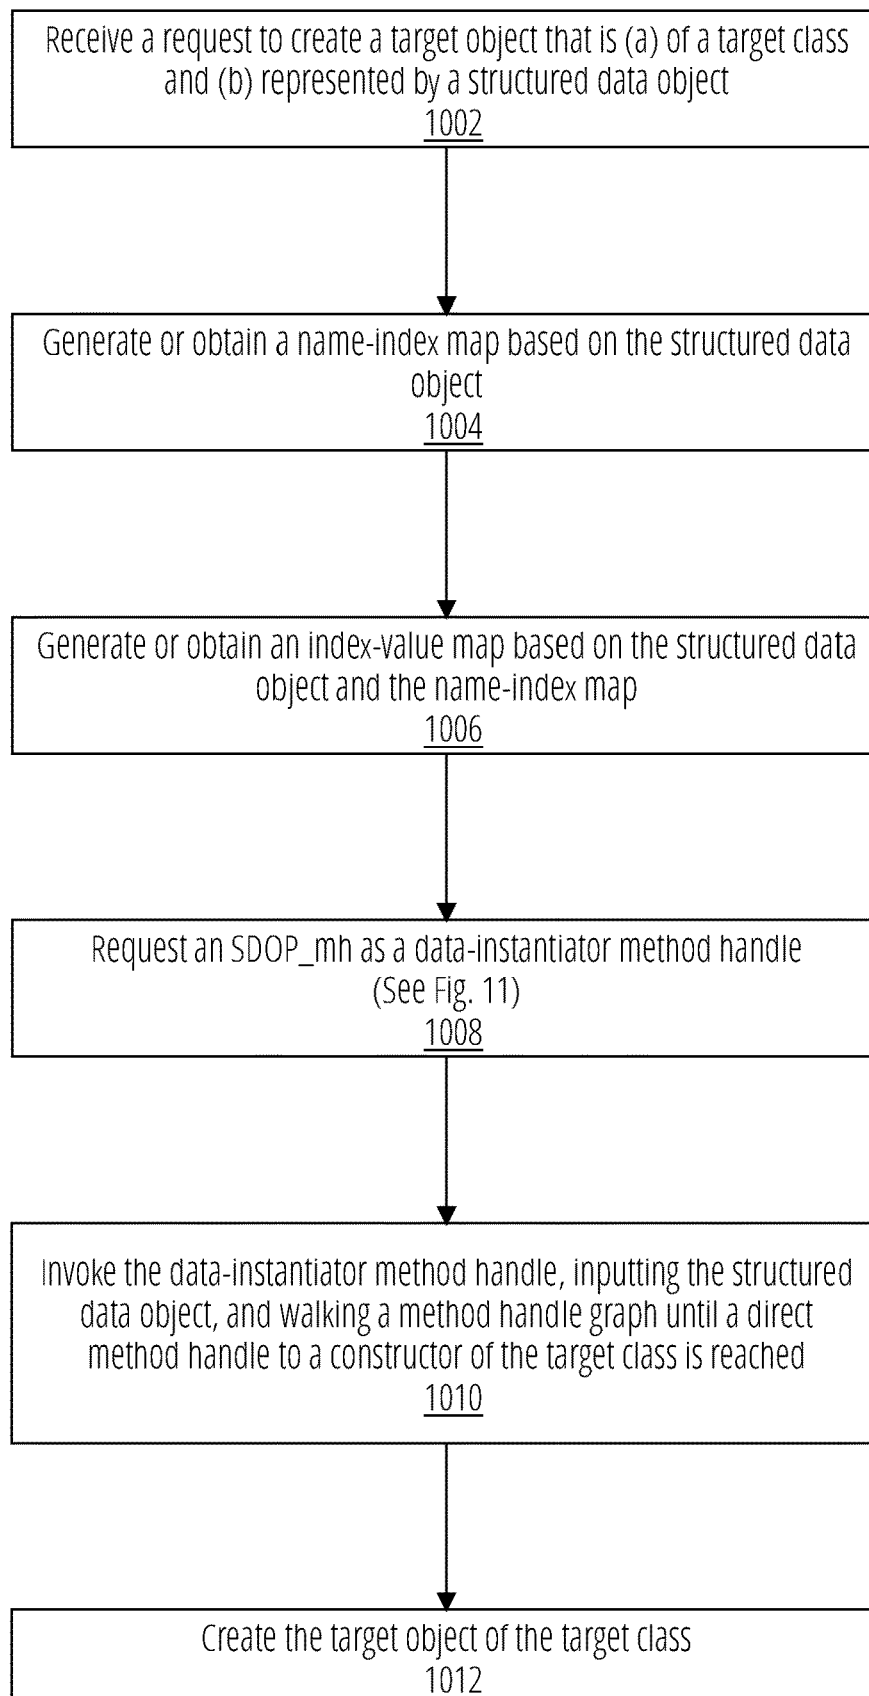 Receive a request to create a target object that is (a) of a target class
and (b) represented by a structured data object
1002
Generate or obtain a name-index map based on the structured data
object
1004
Generate or obtain an index-value map based on the structured data
object and the name-index map
1006
Request an SDOP_mh as a data-instantiator method handle
(See Fig. 11)
1008
Invoke the data-instantiator method handle, inputting the structured
data object, and walking a method handle graph until a direct
method handle to a constructor of the target class is reached
1010
Create the target object of the target class
1012